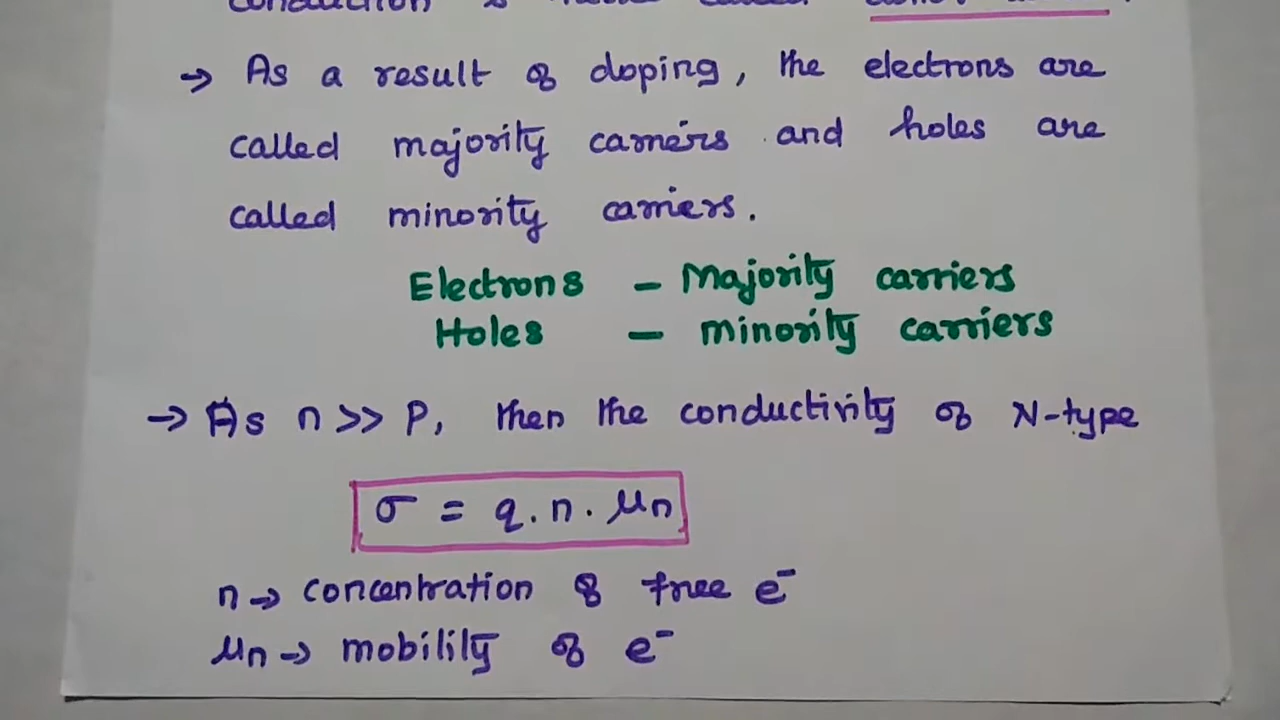 called
→ As a result of doping, the electrons are
called majority carriers and holes are
called minority carriers.
Electrons - Majority carriers
Holes - Minority carriers
→ As n >> P, then the conductivity of N-type
σ = q.n.μn
n → concentration of free e⁻
μn → mobility of e⁻